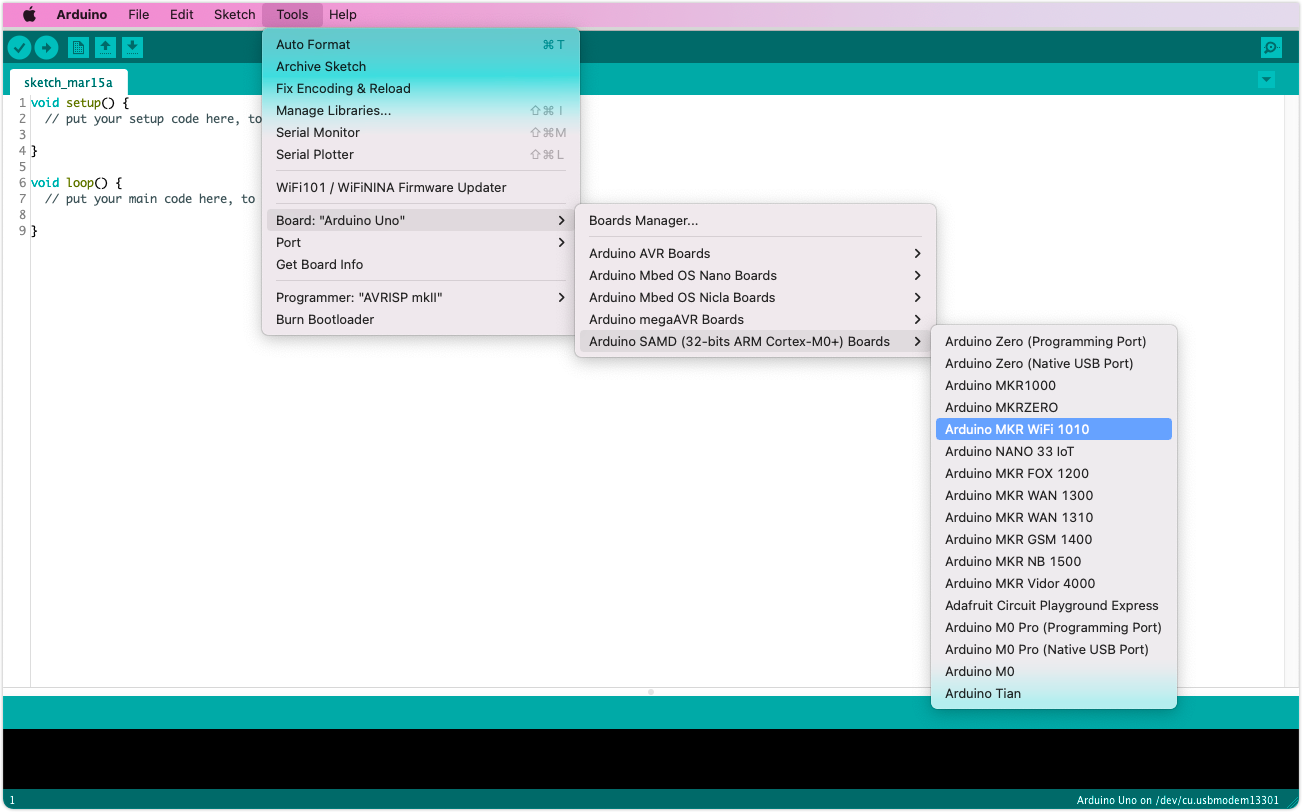 Arduino File Edit Sketch Tools Help
sketch_mar15a
1 void setup() {
2 // put your setup code here, to
3
4 }
5
6 void loop() {
7 // put your main code here, to
8
9 }
Auto Format ⌘T
Archive Sketch
Fix Encoding & Reload
Manage Libraries... ⇧⌘I
Serial Monitor ⇧⌘M
Serial Plotter ⇧⌘L
WiFi101 / WiFiNINA Firmware Updater
Board: "Arduino Uno"
Port
Get Board Info
Programmer: "AVRISP mkII"
Burn Bootloader
Boards Manager...
Arduino AVR Boards
Arduino Mbed OS Nano Boards
Arduino Mbed OS Nicla Boards
Arduino megaAVR Boards
Arduino SAMD (32-bits ARM Cortex-M0+) Boards
Arduino Zero (Programming Port)
Arduino Zero (Native USB Port)
Arduino MKR1000
Arduino MKRZERO
Arduino MKR WiFi 1010
Arduino NANO 33 IoT
Arduino MKR FOX 1200
Arduino MKR WAN 1300
Arduino MKR WAN 1310
Arduino MKR GSM 1400
Arduino MKR NB 1500
Arduino MKR Vidor 4000
Adafruit Circuit Playground Express
Arduino M0 Pro (Programming Port)
Arduino M0 Pro (Native USB Port)
Arduino M0
Arduino Tian
1 Arduino Uno on /dev/cu.usbmodem13301